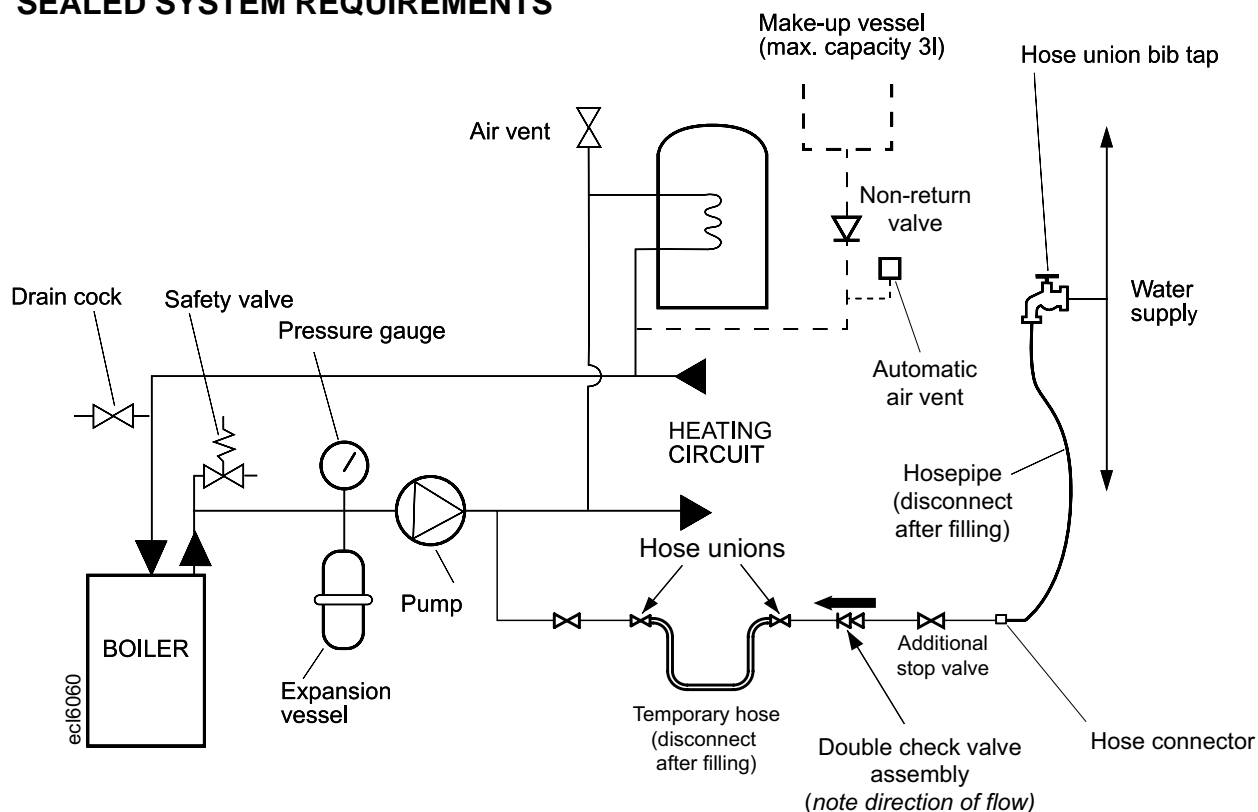 SEALED SYSTEM REQUIREMENTS
Make-up vessel
(max. capacity 3l)
Hose union bib tap
Air vent
Non-return
valve
Drain cock
Safety valve
Pressure gauge
Water
supply
Automatic
air vent
HEATING
CIRCUIT
Hosepipe
(disconnect
after filling)
Hose unions
Pump
BOILER
Additional
stop valve
ecl6060
Expansion
vessel
Temporary hose
(disconnect
after filling)
Double check valve
assembly
(note direction of flow)
Hose connector